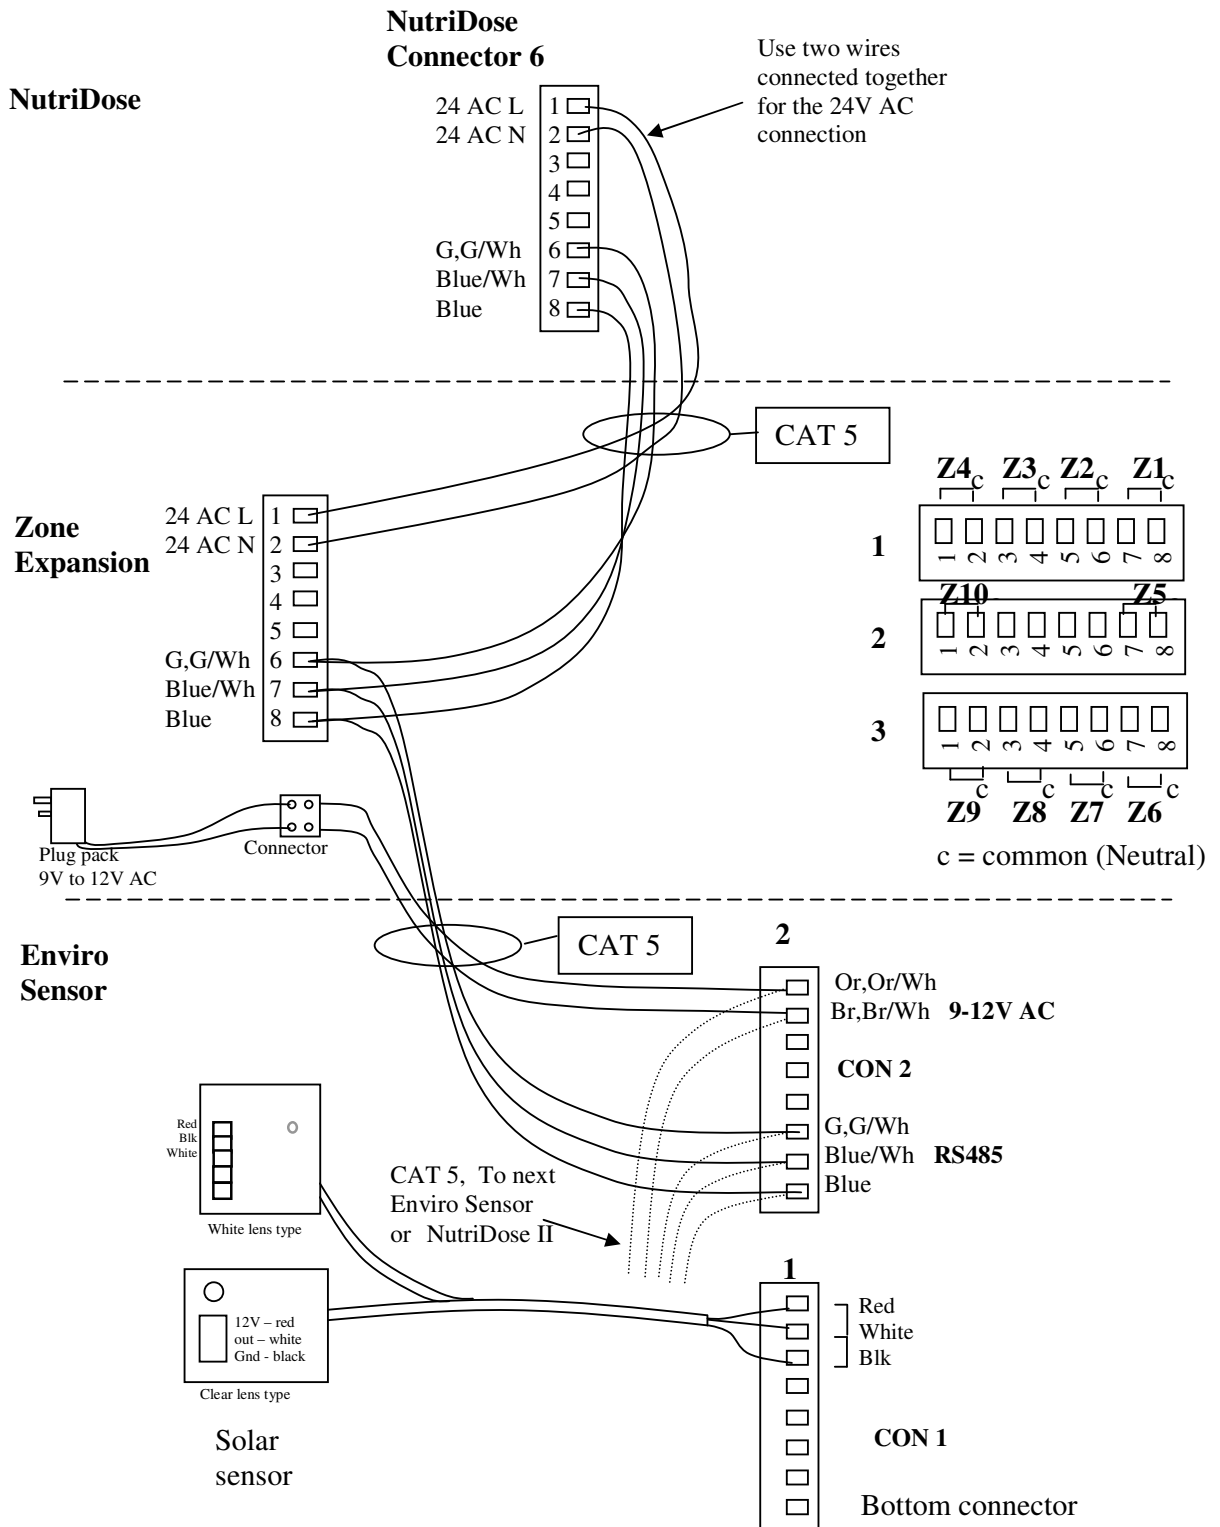 NutriDose
Connector 6
NutriDose
Use two wires
connected together
for the 24V AC
connection
24 AC L 1
24 AC N 2
3
4
5
G,G/Wh 6
Blue/Wh 7
Blue 8
CAT 5
Zone
Expansion
24 AC L 1
24 AC N 2
3
4
5
G,G/Wh 6
Blue/Wh 7
Blue 8
Z4 c Z3 c Z2 c Z1 c
1
1 2 3 4 5 6 7 8
Z10 Z5
2
1 2 3 4 5 6 7 8
3
1 2 3 4 5 6 7 8
c c c c
Z9 Z8 Z7 Z6
c = common (Neutral)
Plug pack
9V to 12V AC
Connector
Enviro
Sensor
CAT 5
2
Or,Or/Wh
Br,Br/Wh 9-12V AC
CON 2
G,G/Wh
Blue/Wh RS485
Blue
Red
Blk
White
White lens type
CAT 5, To next
Enviro Sensor
or NutriDose II
12V – red
out – white
Gnd - black
Clear lens type
Solar
sensor
1
Red
White
Blk
CON 1
Bottom connector